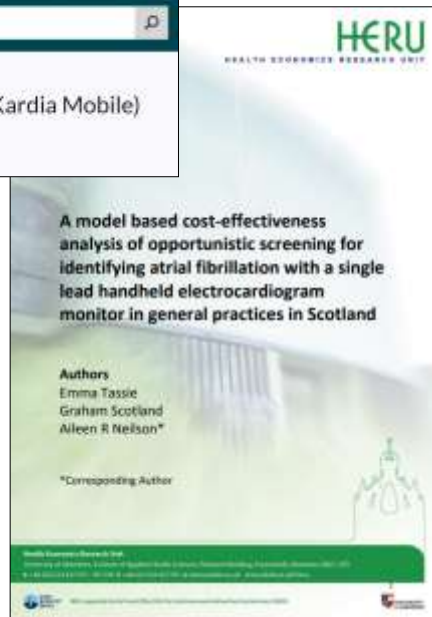 Kardia Mobile)
HERU
HEALTH ECONOMICS RESEARCH UNIT
A model based cost-effectiveness
analysis of opportunistic screening for
identifying atrial fibrillation with a single
lead handheld electrocardiogram
monitor in general practices in Scotland
Authors
Emma Tassie
Graham Scotland
Aileen R Neilson*
*Corresponding Author
Health Economics Research Unit